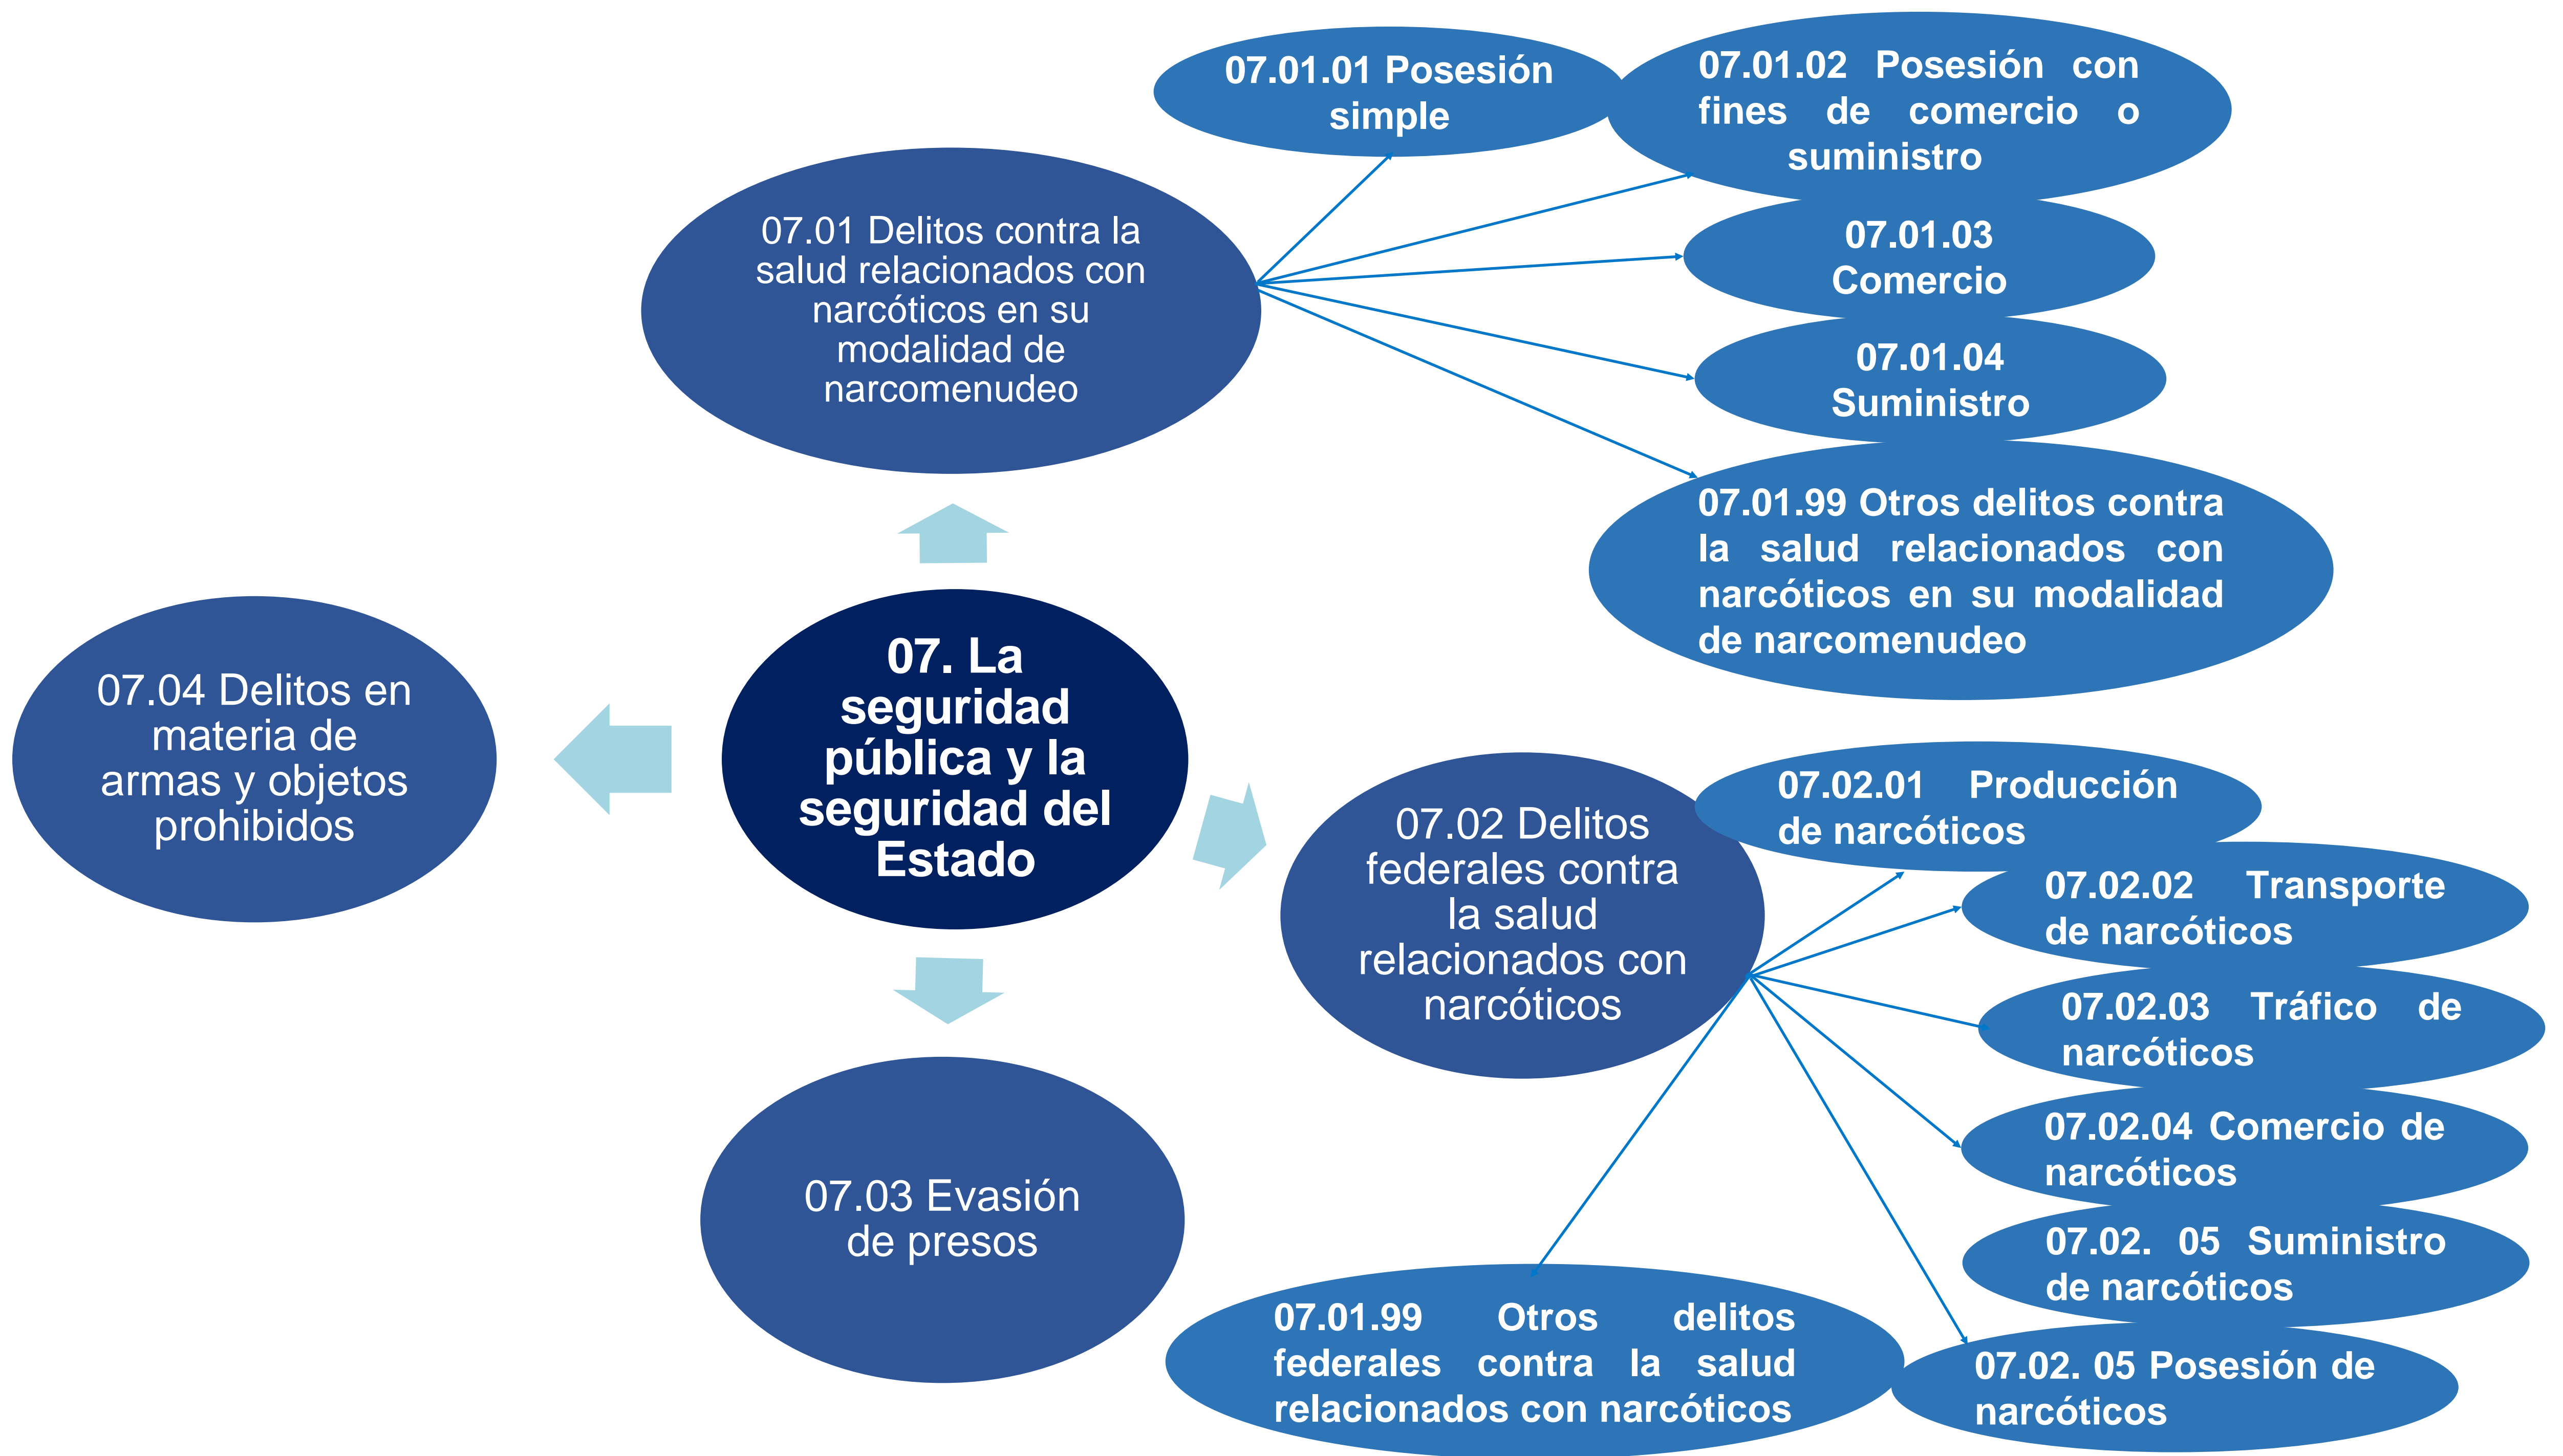 07.01.01 Posesión
simple
07.01.02 Posesión con
fines de comercio o
suministro
07.01 Delitos contra la
salud relacionados con
narcóticos en su
modalidad de
narcomenudeo
07.01.03
Comercio
07.01.04
Suministro
07.01.99 Otros delitos contra
la salud relacionados con
narcóticos en su modalidad
de narcomenudeo
07.04 Delitos en
materia de
armas y objetos
prohibidos
07. La
seguridad
pública y la
seguridad del
Estado
07.02 Delitos
federales contra
la salud
relacionados con
narcóticos
07.02.01 Producción
de narcóticos
07.02.02 Transporte
de narcóticos
07.02.03 Tráfico de
narcóticos
07.02.04 Comercio de
narcóticos
07.02. 05 Suministro
de narcóticos
07.02. 05 Posesión de
narcóticos
07.03 Evasión
de presos
07.01.99 Otros delitos
federales contra la salud
relacionados con narcóticos